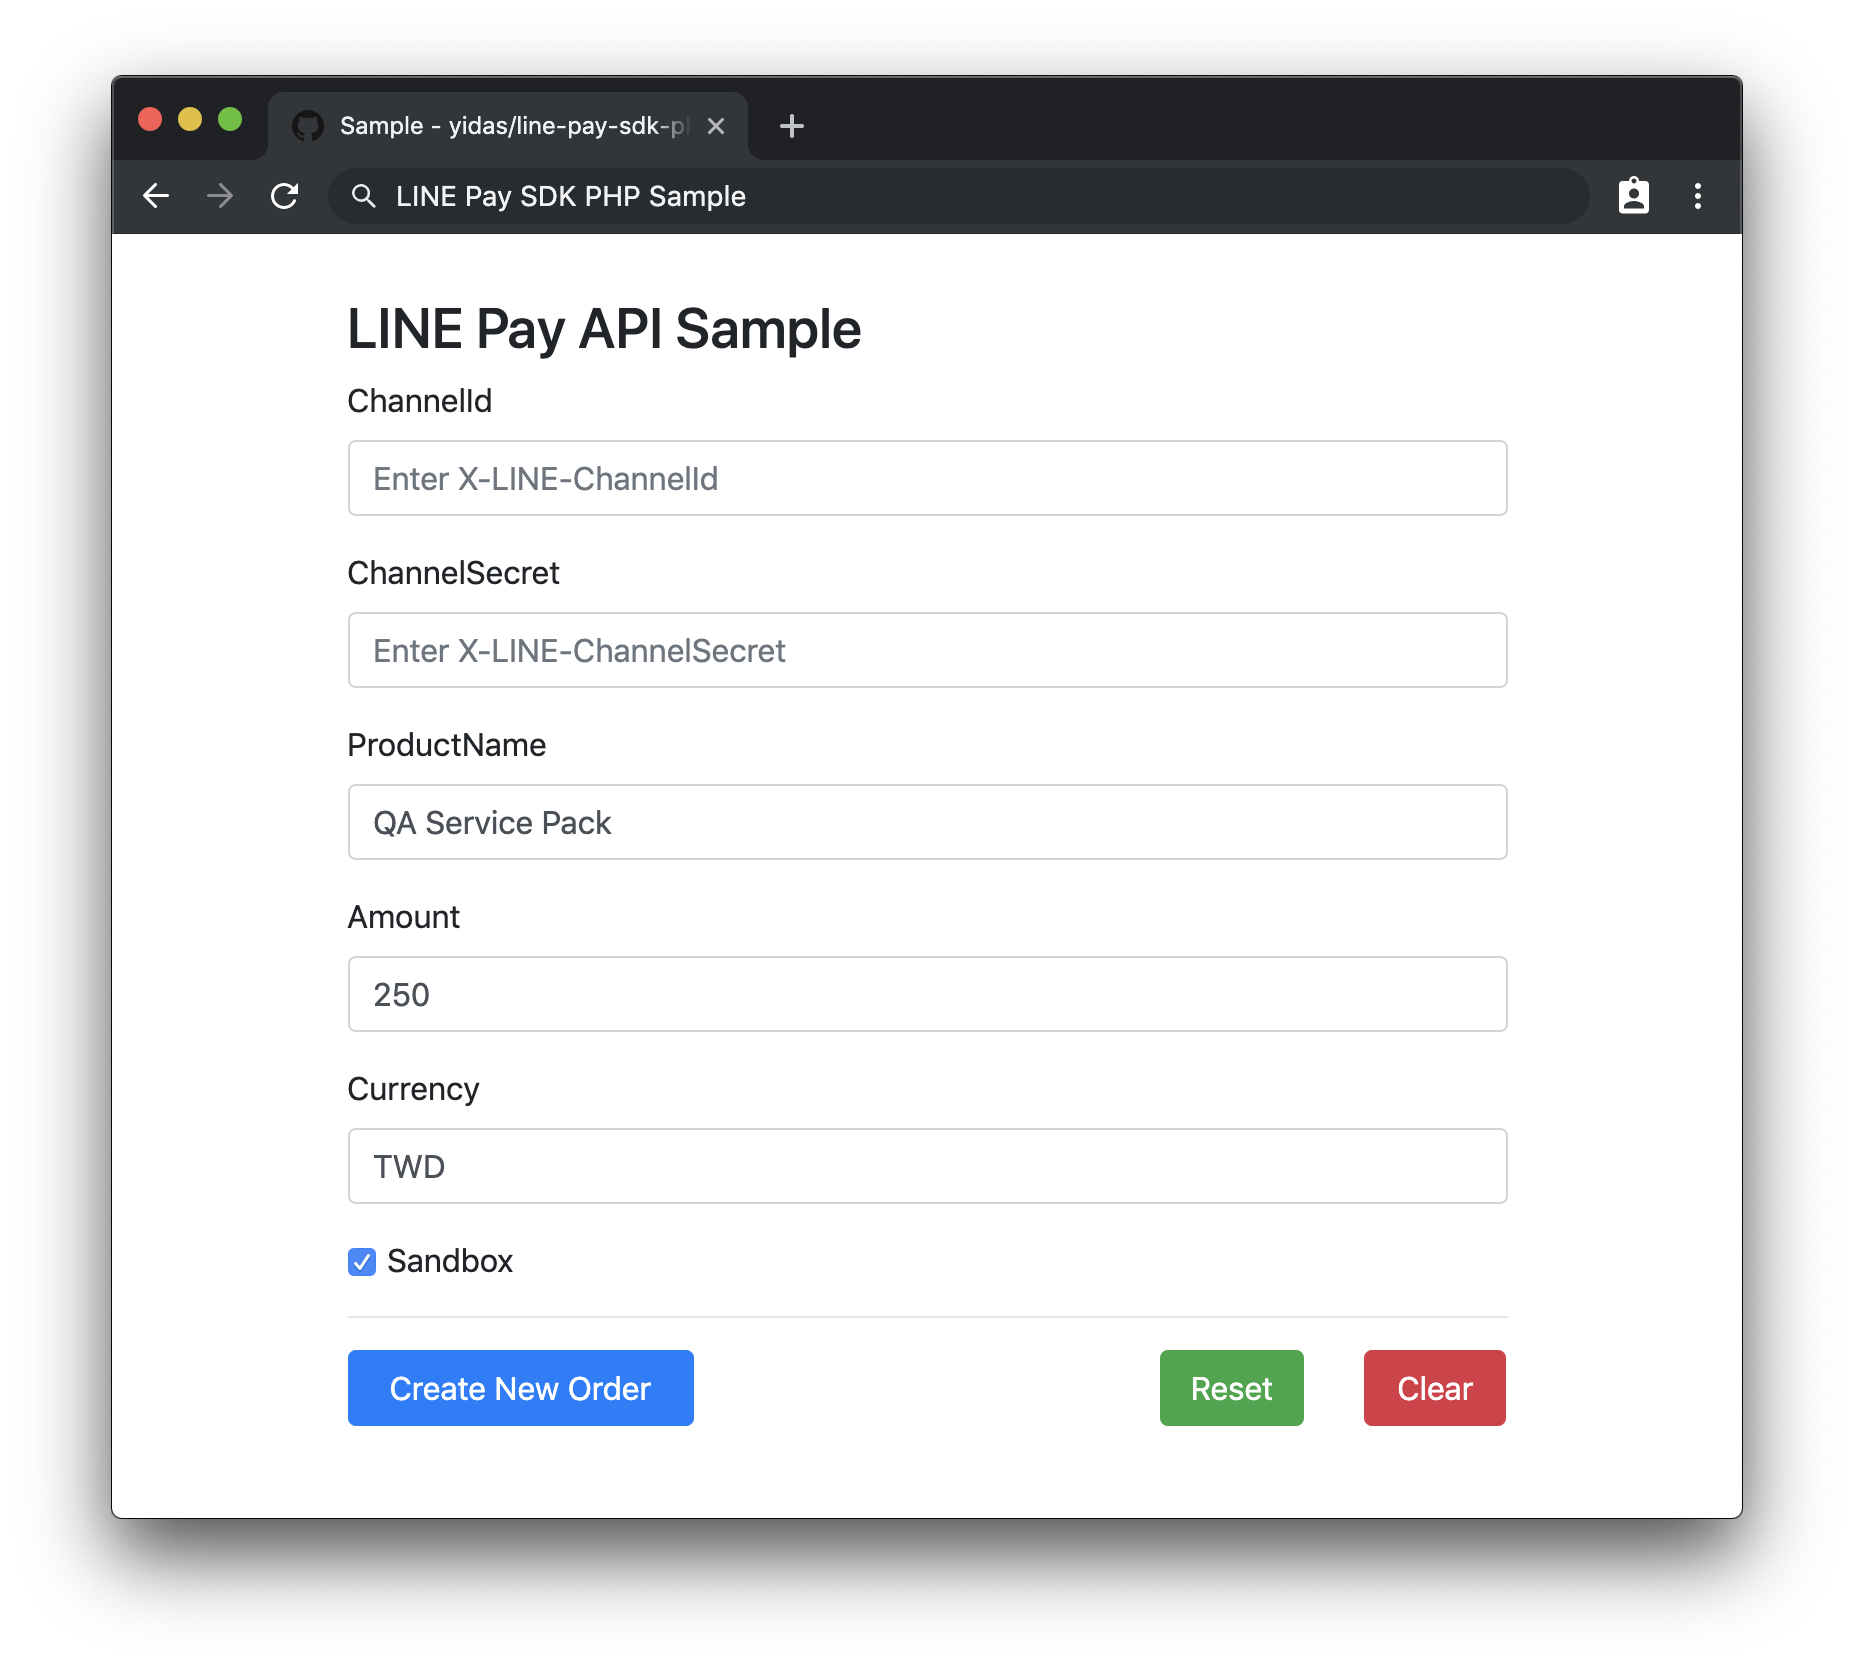 Sample - yidas/line-pay-sdk-p
LINE Pay SDK PHP Sample
LINE Pay API Sample
ChannelId
Enter X-LINE-ChannelId
ChannelSecret
Enter X-LINE-ChannelSecret
ProductName
QA Service Pack
Amount
250
Currency
TWD
Sandbox
Create New Order
Reset
Clear